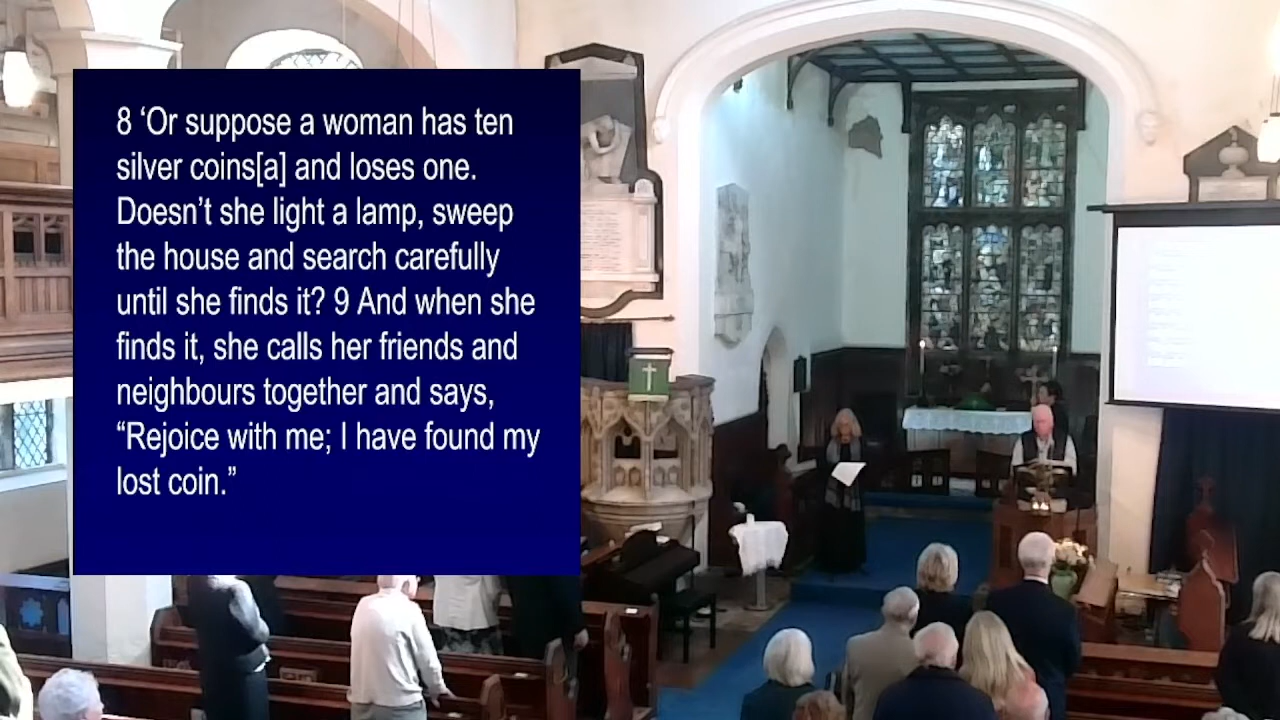 8 ‘Or suppose a woman has ten
silver coins[a] and loses one.
Doesn’t she light a lamp, sweep
the house and search carefully
until she finds it? 9 And when she
finds it, she calls her friends and
neighbours together and says,
“Rejoice with me; I have found my
lost coin.”